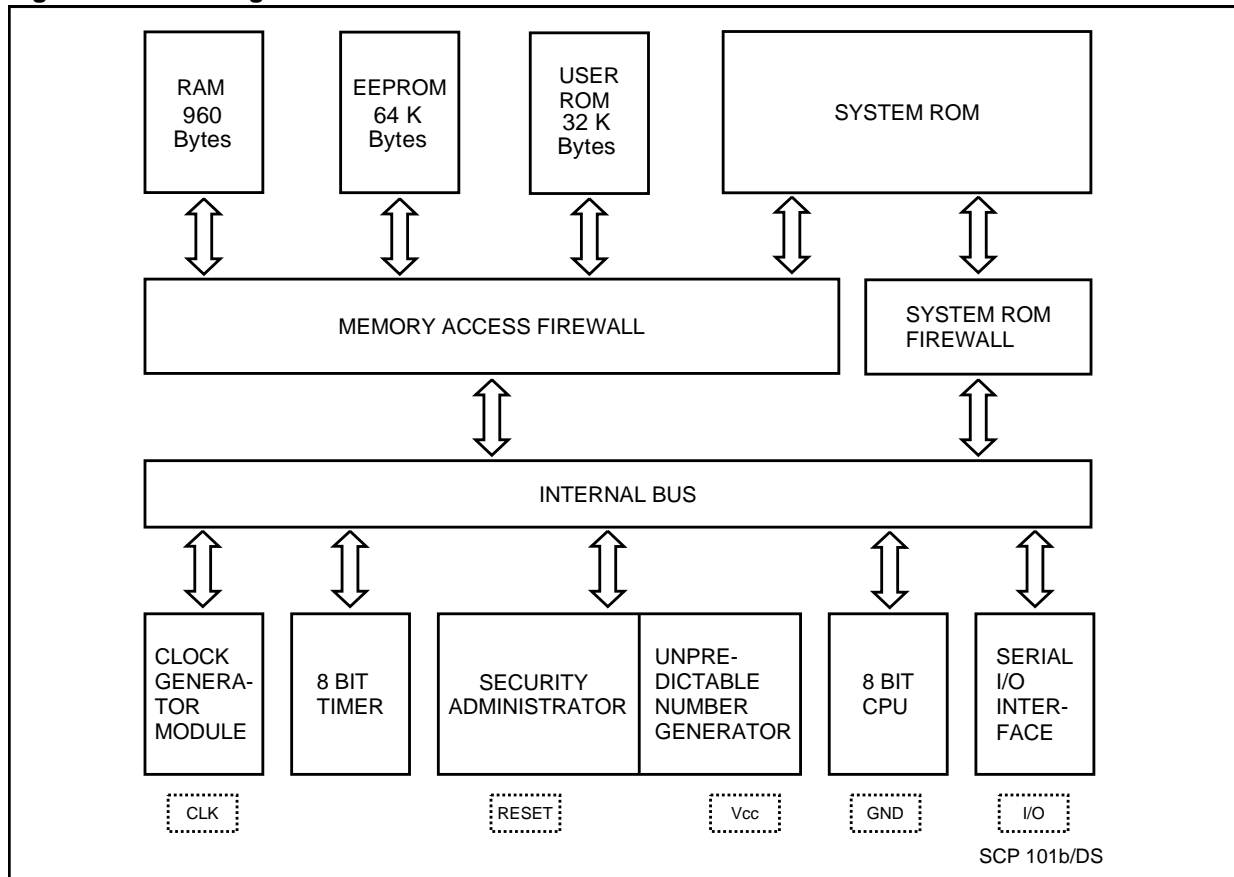 RAM
960
Bytes
EEPROM
64 K
Bytes
USER
ROM
32 K
Bytes
SYSTEM ROM
MEMORY ACCESS FIREWALL
SYSTEM ROM
FIREWALL
INTERNAL BUS
CLOCK
GENERA-
TOR
MODULE
8 BIT
TIMER
SECURITY
ADMINISTRATOR
UNPRE-
DICTABLE
NUMBER
GENERATOR
8 BIT
CPU
SERIAL
I/O
INTER-
FACE
CLK
RESET
Vcc
GND
I/O
SCP 101b/DS